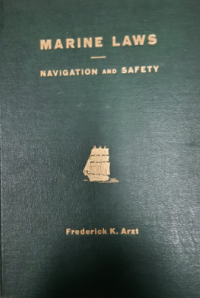 MARINE LAWS
NAVIGATION AND SAFETY
Frederick K. Arzt